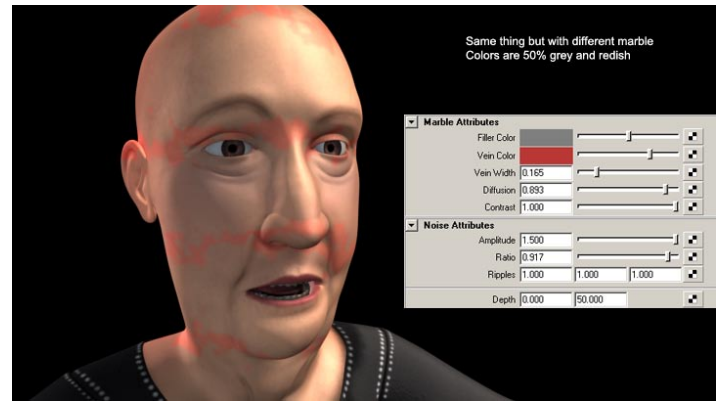 Same thing but with different marble
Colors are 50% grey and redish
Marble Attributes
Filler Color
Vein Color
Vein Width 0.165
Diffusion 0.893
Contrast 1.000
Noise Attributes
Amplitude 1.500
Ratio 0.917
Ripples 1.000 1.000 1.000
Depth 0.000 50.000